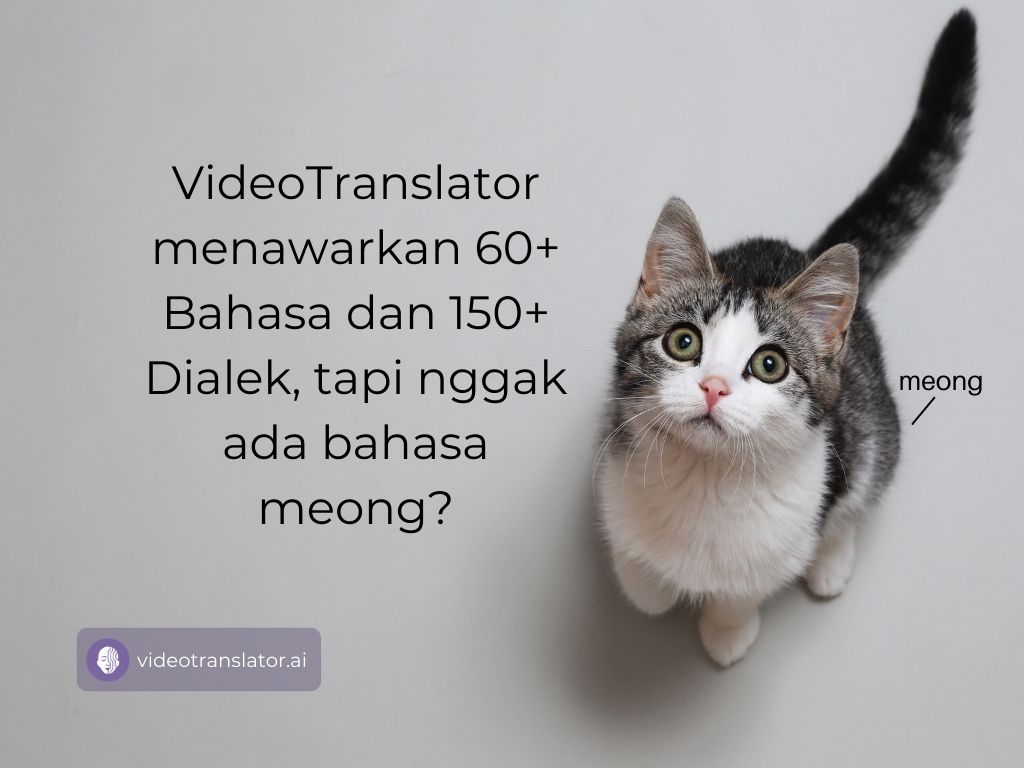 VideoTranslator
menawarkan 60+
Bahasa dan 150+
Dialek, tapi nggak
ada bahasa
meong?
meong
videotranslator.ai